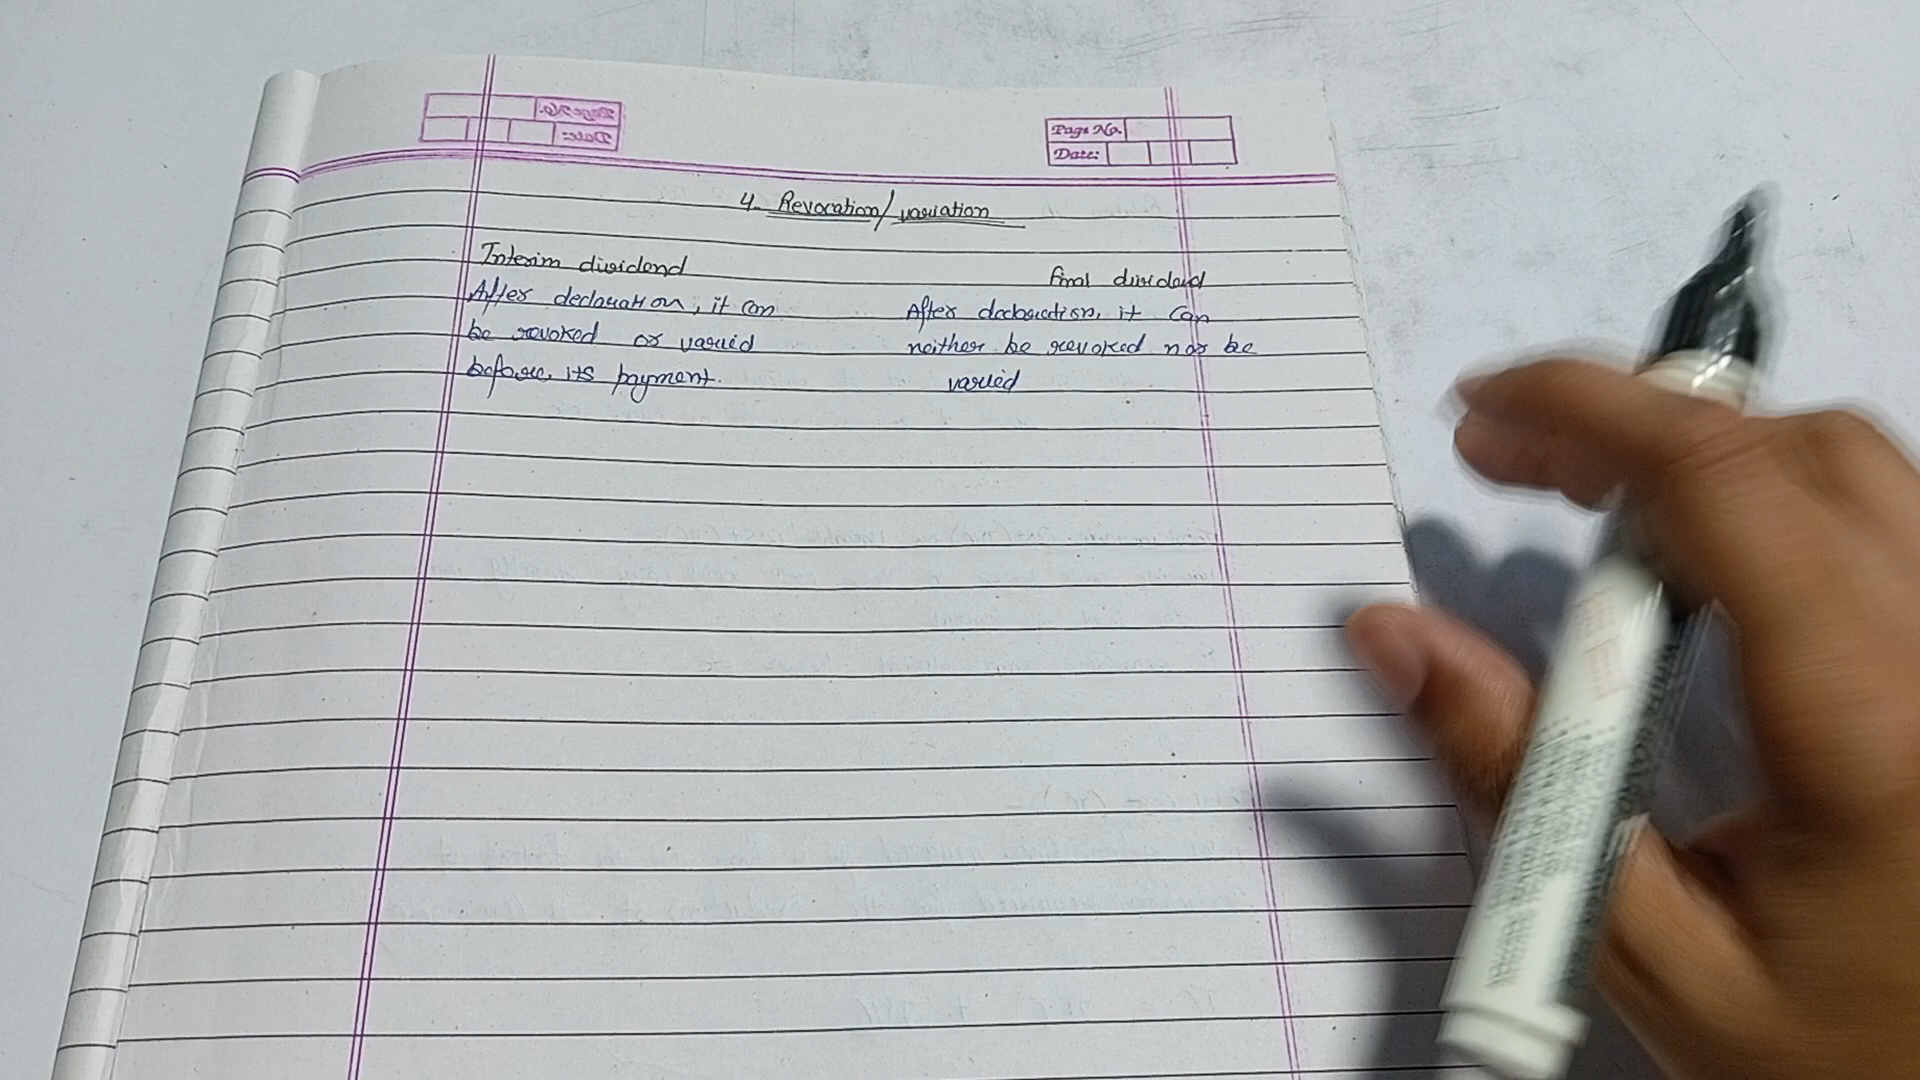 Page No.
Date:
4. Revocation/variation
Interim dividend
After declaration, it can
be revoked or varied
before its payment.
final dividend
After declaration, it can
neither be revoked nor be
varied